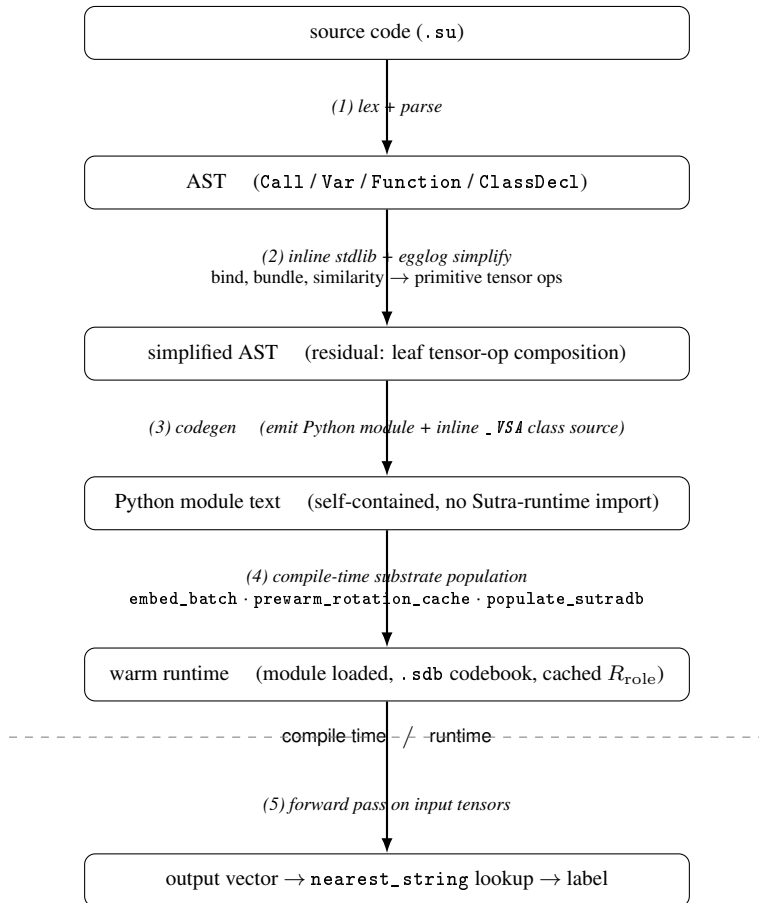 source code (.su)
(1) lex + parse
AST (Call / Var / Function / ClassDecl)
(2) inline stdlib + egglog simplify
bind, bundle, similarity → primitive tensor ops
simplified AST (residual: leaf tensor-op composition)
(3) codegen (emit Python module + inline _VSA class source)
Python module text (self-contained, no Sutra-runtime import)
(4) compile-time substrate population
embed_batch · prewarm_rotation_cache · populate_sutradb
warm runtime (module loaded, .sdb codebook, cached R_role)
compile time / runtime
(5) forward pass on input tensors
output vector → nearest_string lookup → label